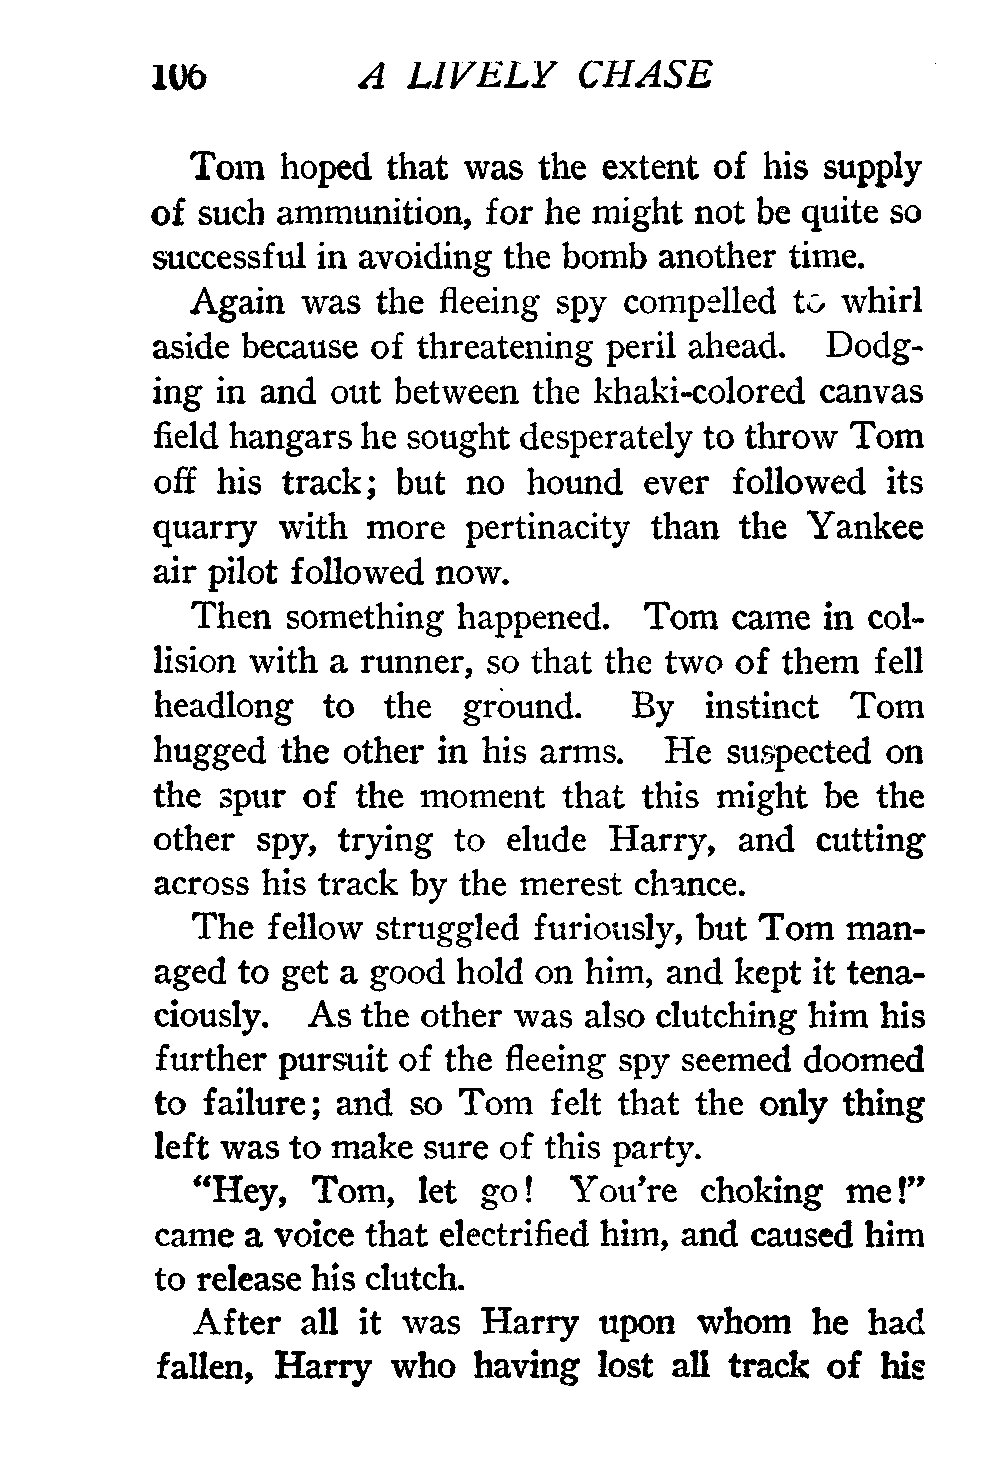 106 A LIVELY CHASE
Tom hoped that was the extent of his supply
of such ammunition, for he might not be quite so
successful in avoiding the bomb another time.
Again was the fleeing spy compelled to whirl
aside because of threatening peril ahead. Dodg-
ing in and out between the khaki-colored canvas
field hangars he sought desperately to throw Tom
off his track; but no hound ever followed its
quarry with more pertinacity than the Yankee
air pilot followed now.
Then something happened. Tom came in col-
lision with a runner, so that the two of them fell
headlong to the ground. By instinct Tom
hugged the other in his arms. He suspected on
the spur of the moment that this might be the
other spy, trying to elude Harry, and cutting
across his track by the merest chance.
The fellow struggled furiously, but Tom man-
aged to get a good hold on him, and kept it tena-
ciously. As the other was also clutching him his
further pursuit of the fleeing spy seemed doomed
to failure; and so Tom felt that the only thing
left was to make sure of this party.
“Hey, Tom, let go! You're choking me!”
came a voice that electrified him, and caused him
to release his clutch.
After all it was Harry upon whom he had
fallen, Harry who having lost all track of his